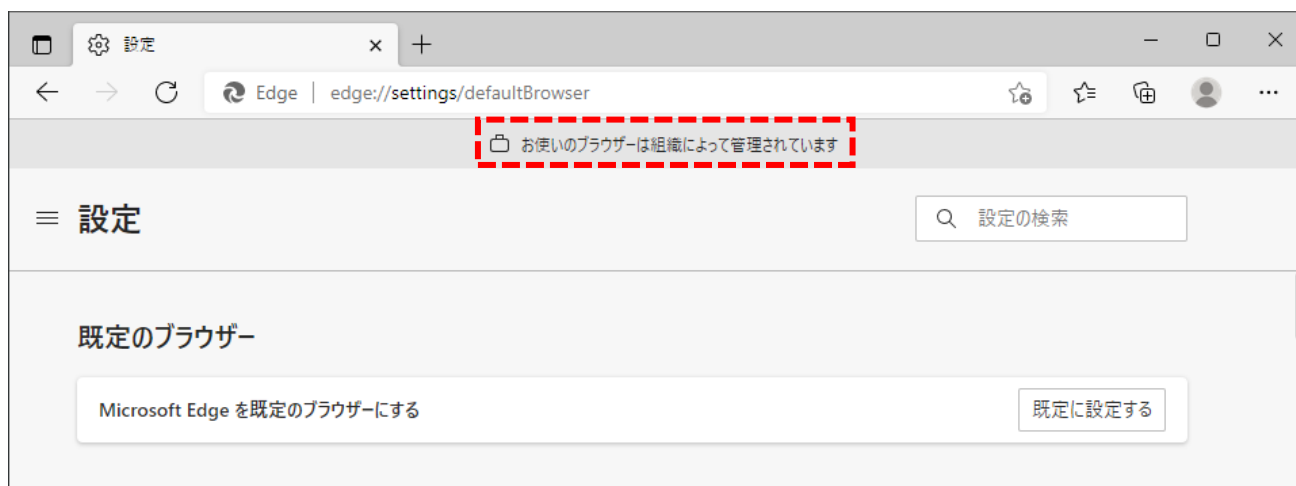 設定
Edge | edge://settings/defaultBrowser
お使いのブラウザーは組織によって管理されています
設定
設定の検索
既定のブラウザー
Microsoft Edge を既定のブラウザーにする
既定に設定する